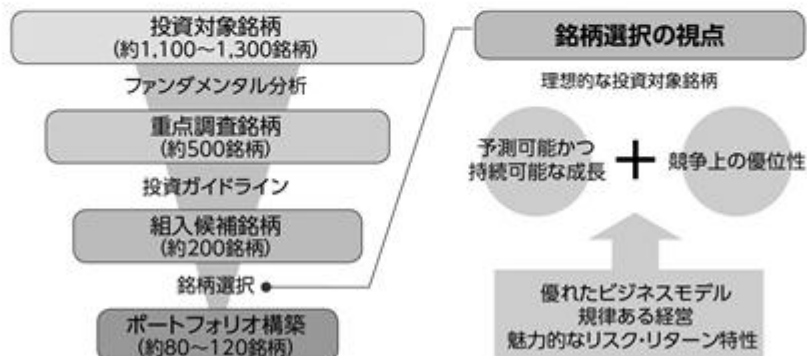 投資対象銘柄
(約1,100～1,300銘柄)
ファンダメンタル分析
重点調査銘柄
(約500銘柄)
投資ガイドライン
組入候補銘柄
(約200銘柄)
銘柄選択
ポートフォリオ構築
(約80～120銘柄)
銘柄選択の視点
理想的な投資対象銘柄
予測可能かつ
持続可能な成長
+
競争上の優位性
優れたビジネスモデル
規律ある経営
魅力的なリスク・リターン特性